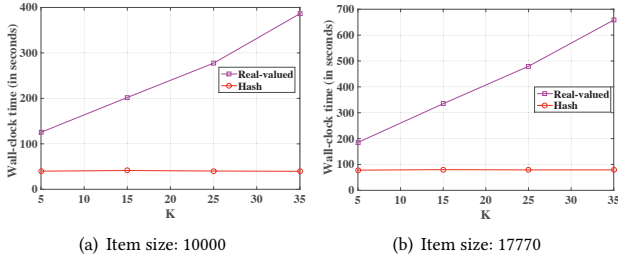 400
300
200
100
0
Wall-clock time (in seconds)
Real-valued
Hash
5 10 15 20 25 30 35
K
(a) Item size: 10000
700
600
500
400
300
200
100
0
Wall-clock time (in seconds)
Real-valued
Hash
5 10 15 20 25 30 35
K
(b) Item size: 17770